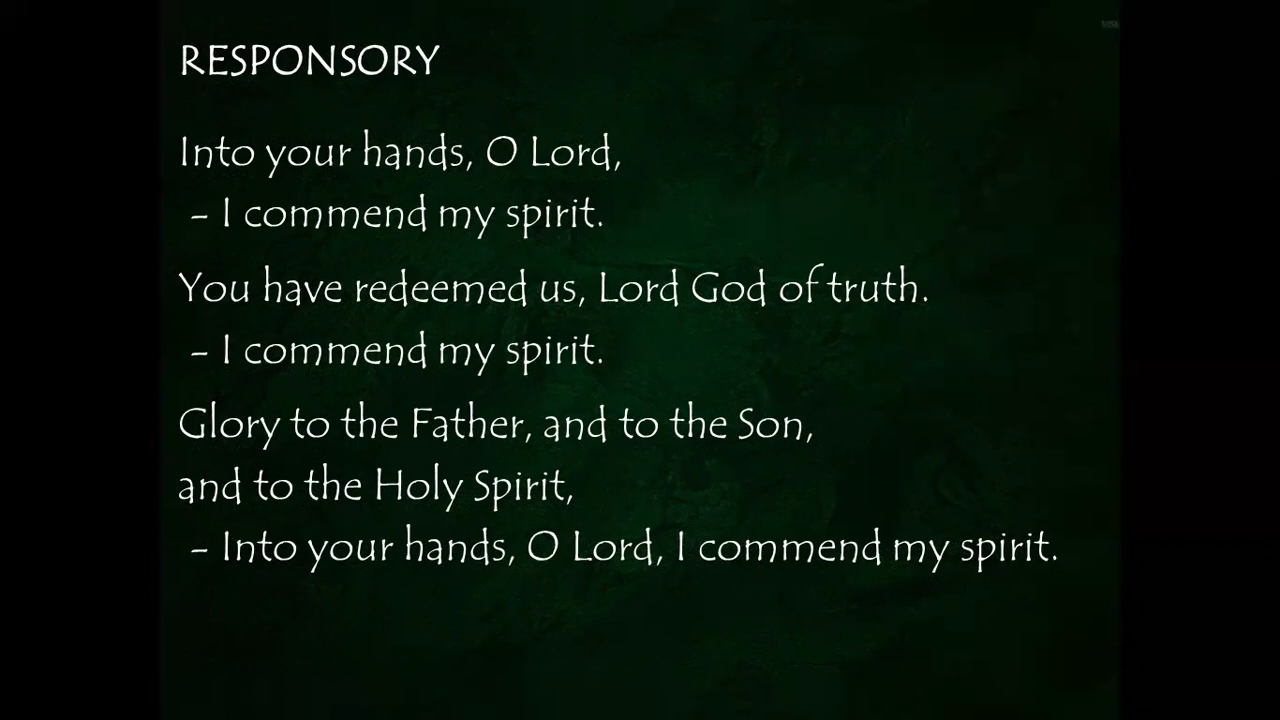 RESPONSORY
Into your hands, O Lord,
– I commend my spirit.
You have redeemed us, Lord God of truth.
– I commend my spirit.
Glory to the Father, and to the Son,
and to the Holy Spirit,
– Into your hands, O Lord, I commend my spirit.